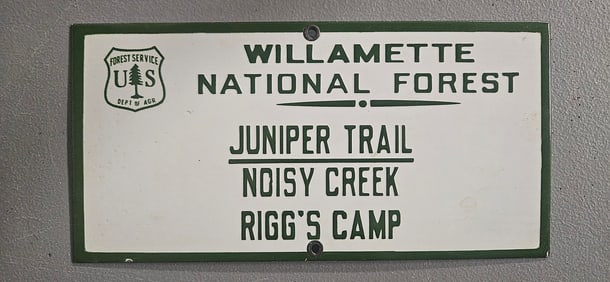 FOREST SERVICE
U S
DEPT OF AGR.
WILLAMETTE
NATIONAL FOREST
JUNIPER TRAIL
NOISY CREEK
RIGG'S CAMP